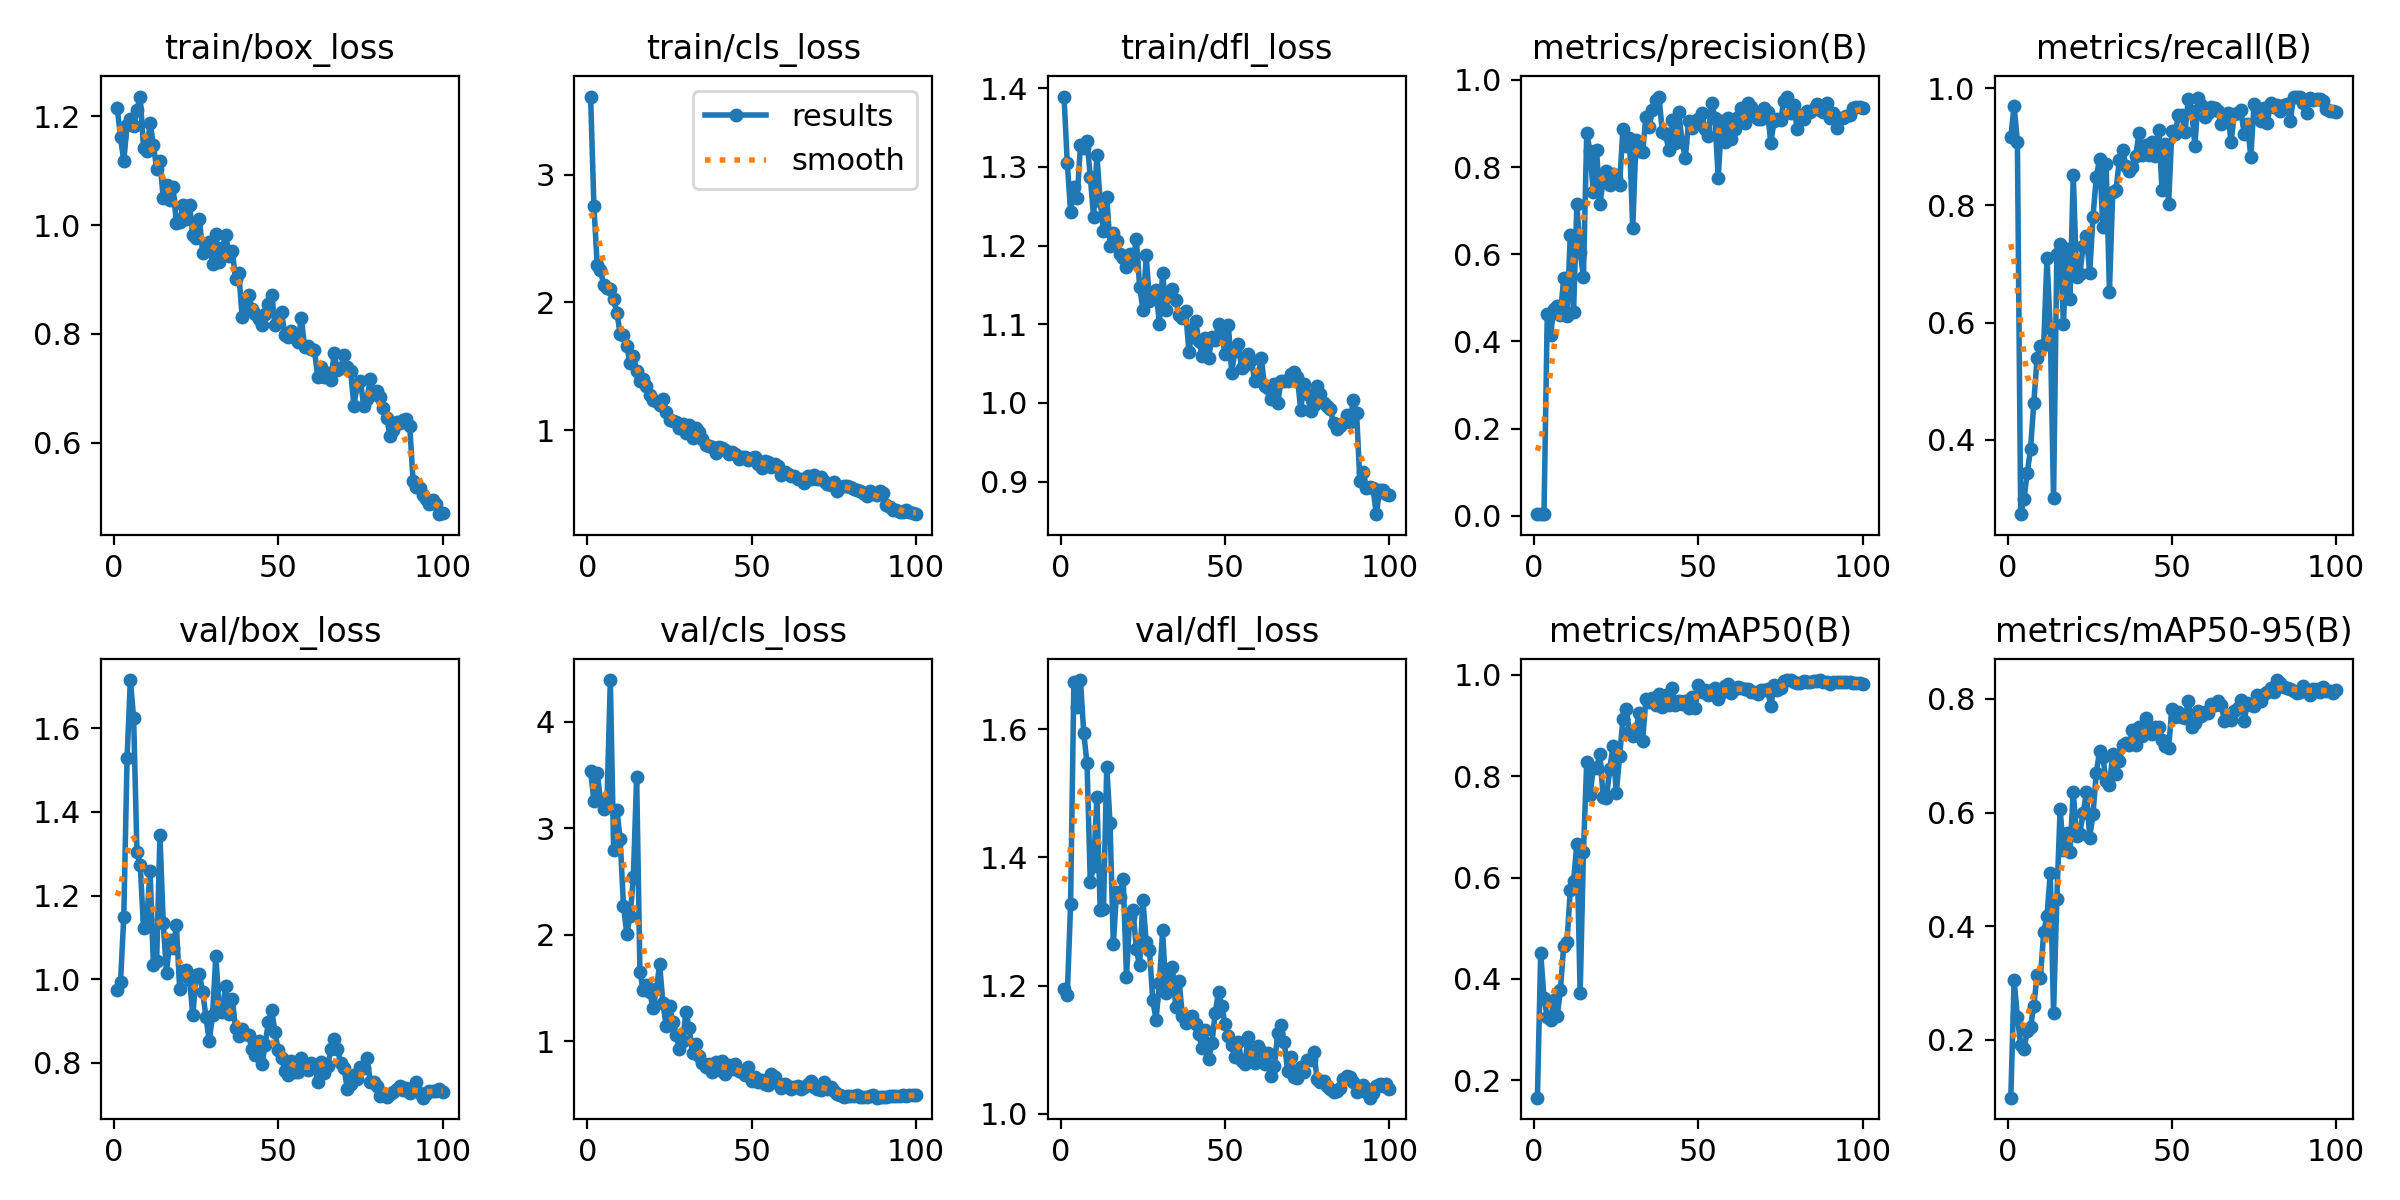 train/box_loss
1.2
1.0
0.8
0.6
0 50 100
train/cls_loss
results
smooth
3
2
1
0 50 100
train/dfl_loss
1.4
1.3
1.2
1.1
1.0
0.9
0 50 100
metrics/precision(B)
1.0
0.8
0.6
0.4
0.2
0.0
0 50 100
metrics/recall(B)
1.0
0.8
0.6
0.4
0 50 100
val/box_loss
1.6
1.4
1.2
1.0
0.8
0 50 100
val/cls_loss
4
3
2
1
0 50 100
val/dfl_loss
1.6
1.4
1.2
1.0
0 50 100
metrics/mAP50(B)
1.0
0.8
0.6
0.4
0.2
0 50 100
metrics/mAP50-95(B)
0.8
0.6
0.4
0.2
0 50 100